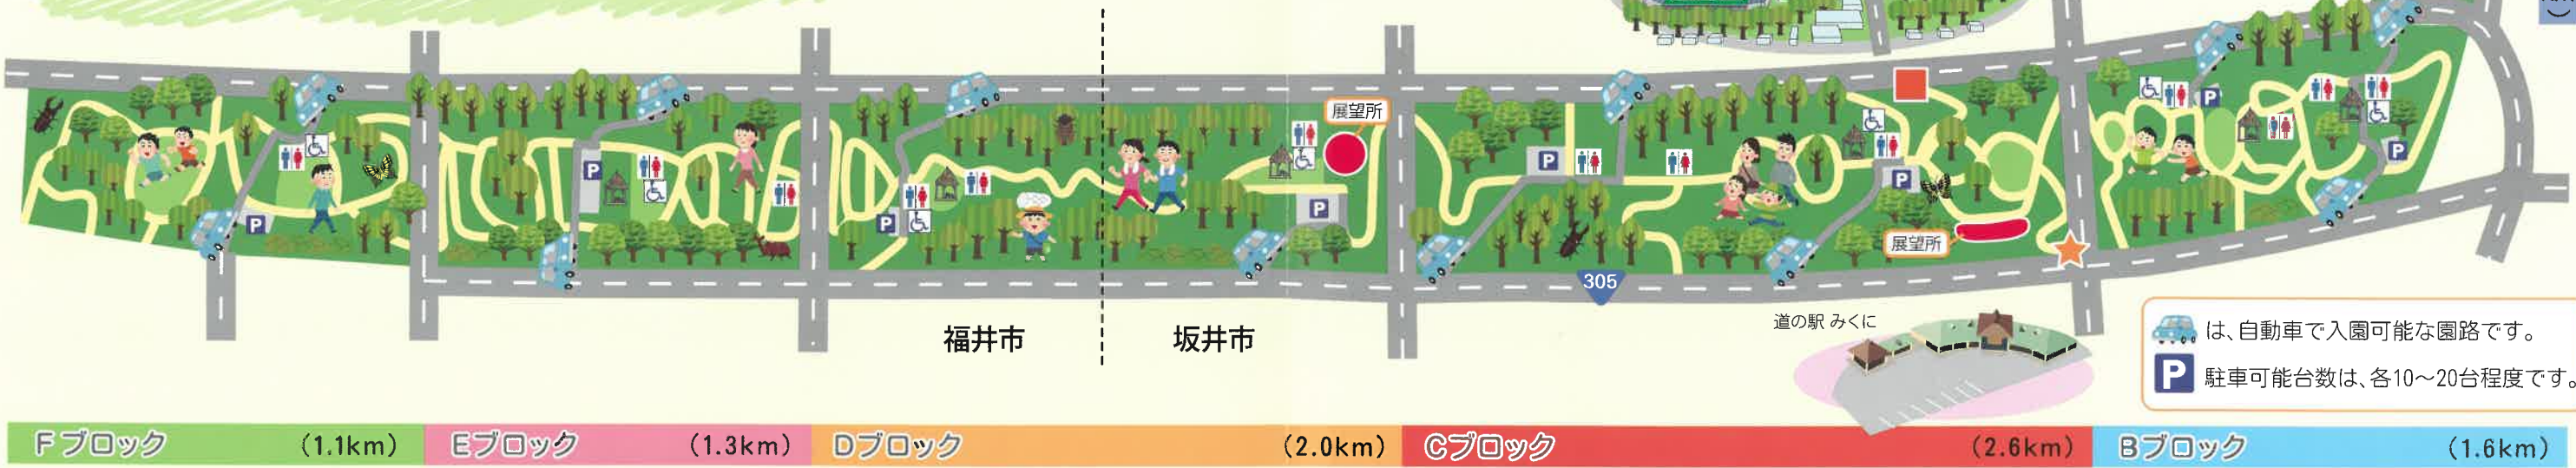 展望所
P
P
P
P
P
P
P
P
展望所
305
道の駅 みくに
福井市
坂井市
は、自動車で入園可能な園路です。
P 駐車可能台数は、各10～20台程度です。
Fブロック (1.1km)
Eブロック (1.3km)
Dブロック (2.0km)
Cブロック (2.6km)
Bブロック (1.6km)